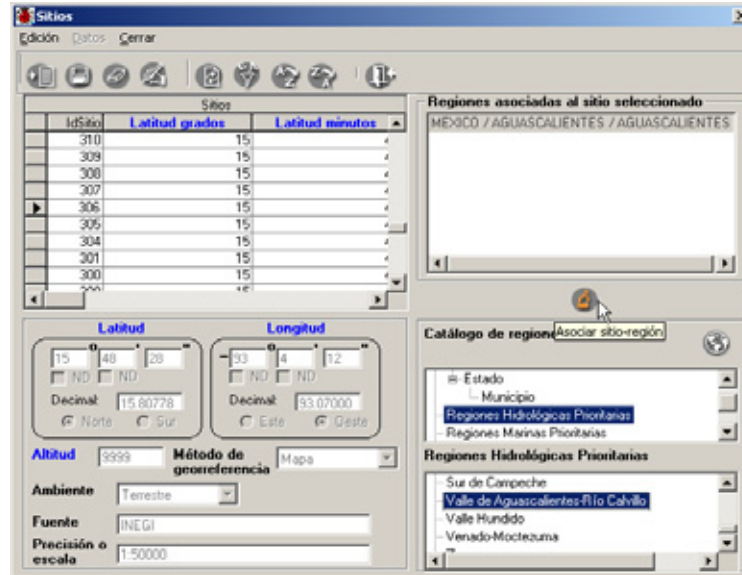 Sitios
Edición Datos Cerrar
Sitios
IdSitio Latitud grados Latitud minutos
310 15
309 15
308 15
307 15
306 15
305 15
304 15
301 15
300 15
Regiones asociadas al sitio seleccionado
MEXICO / AGUASCALIENTES / AGUASCALIENTES
Asociar sitio-región
Latitud Longitud
15 ° 48 ' 28 " - 93 ° 4 ' 12 "
ND ND ND ND
Decimal: 15.80778 Decimal: 93.07000
Norte Sur Este Oeste
Altitud 9999 Método de georreferencia Mapa
Ambiente Terrestre
Fuente INEGI
Precisión o escala 1:50000
Catálogo de regione
Estado
Municipio
Regiones Hidrológicas Prioritarias
Regiones Marinas Prioritarias
Regiones Hidrológicas Prioritarias
Sur de Campeche
Valle de Aguascalientes-Río Calvillo
Valle Hundido
Venado-Moctezuma